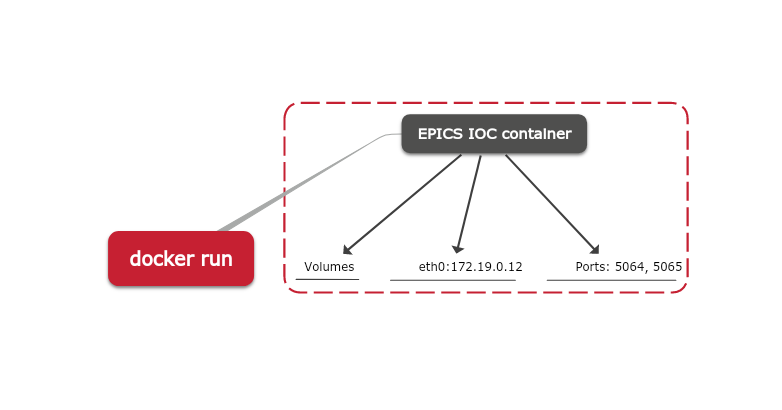 EPICS IOC container
docker run
Volumes
eth0:172.19.0.12
Ports: 5064, 5065